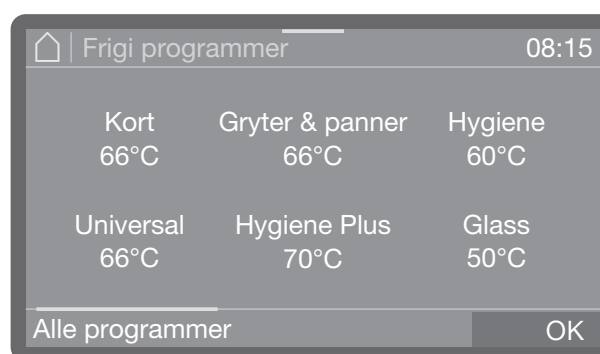 Frigi programmer 08:15
Kort Gryter & panner Hygiene
66°C 66°C 60°C
Universal Hygiene Plus Glass
66°C 70°C 50°C
Alle programmer OK